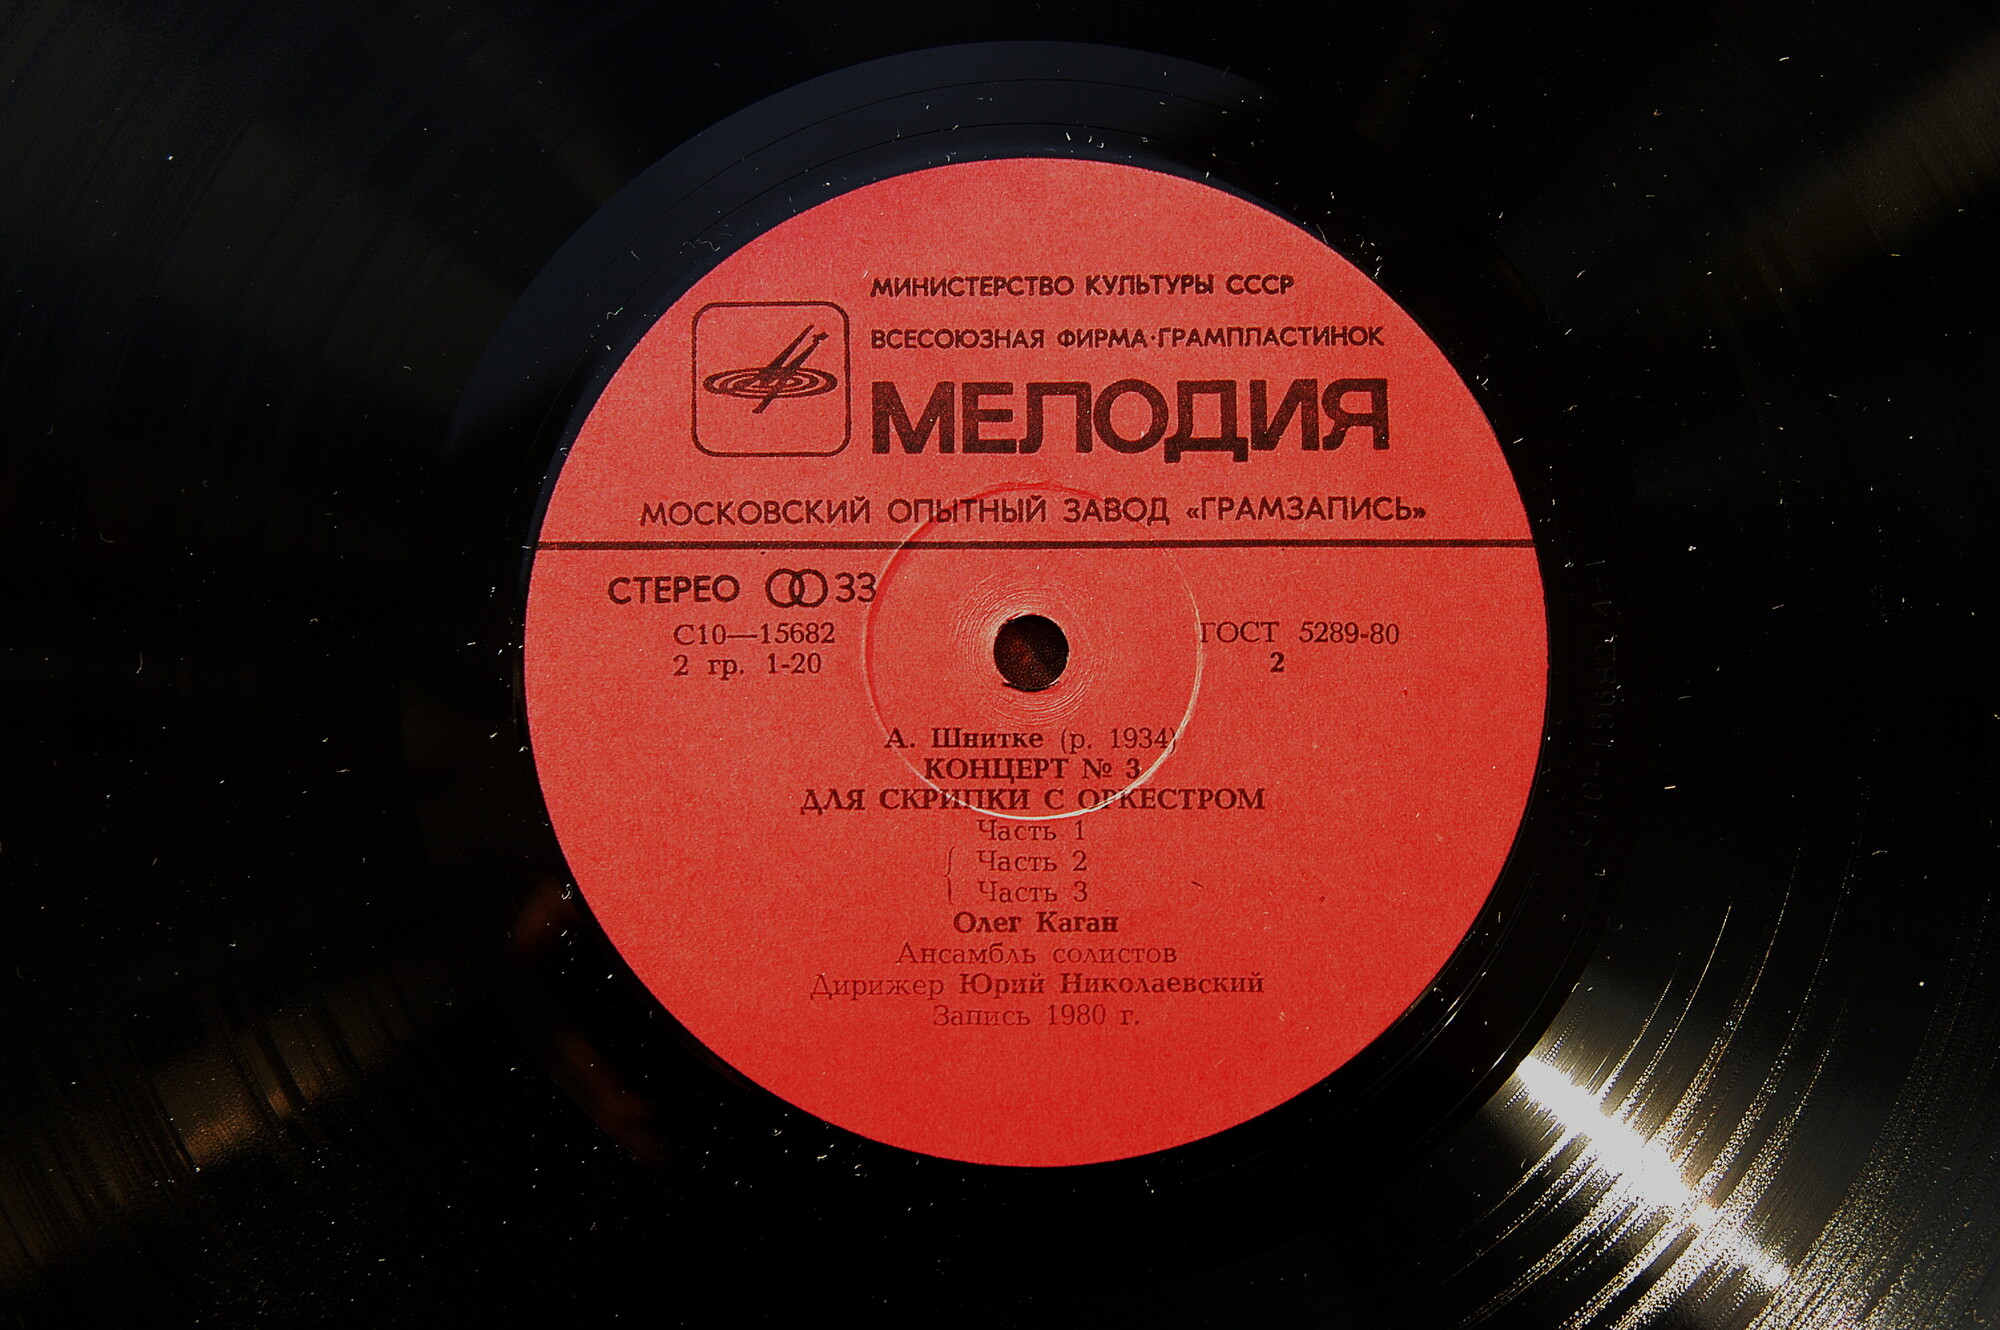 МИНИСТЕРСТВО КУЛЬТУРЫ СССР
ВСЕСОЮЗНАЯ ФИРМА·ГРАМПЛАСТИНОК
МЕЛОДИЯ
МОСКОВСКИЙ ОПЫТНЫЙ ЗАВОД «ГРАМЗАПИСЬ»
СТЕРЕО 33
С10—15682
2 гр. 1-20
ГОСТ 5289-80
2
А. Шнитке (р. 1934)
КОНЦЕРТ № 3
ДЛЯ СКРИПКИ С ОРКЕСТРОМ
Часть 1
Часть 2
Часть 3
Олег Каган
Ансамбль солистов
Дирижер Юрий Николаевский
Запись 1980 г.